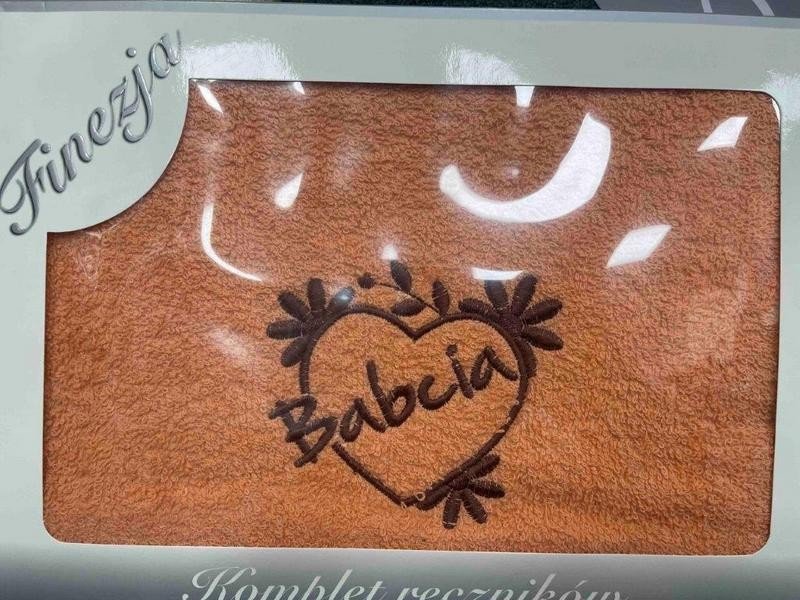 Finezja
Babcia
Komplet ręczników